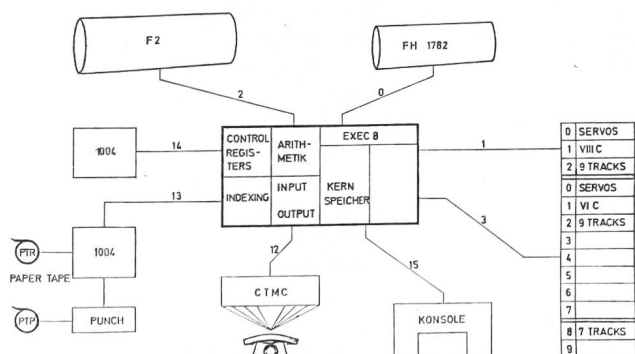 F2
FH 1782
2
0
CONTROL
REGIS-
TERS
ARITH-
METIK
EXEC 8
INDEXING
INPUT
OUTPUT
KERN
SPEICHER
1004
14
13
1
3
12
15
1004
PTR
PAPER TAPE
PTP
PUNCH
CTMC
KONSOLE
0 SERVOS
1 VIII C
2 9 TRACKS
0 SERVOS
1 VI C
2 9 TRACKS
3
4
5
6
7
8 7 TRACKS
9